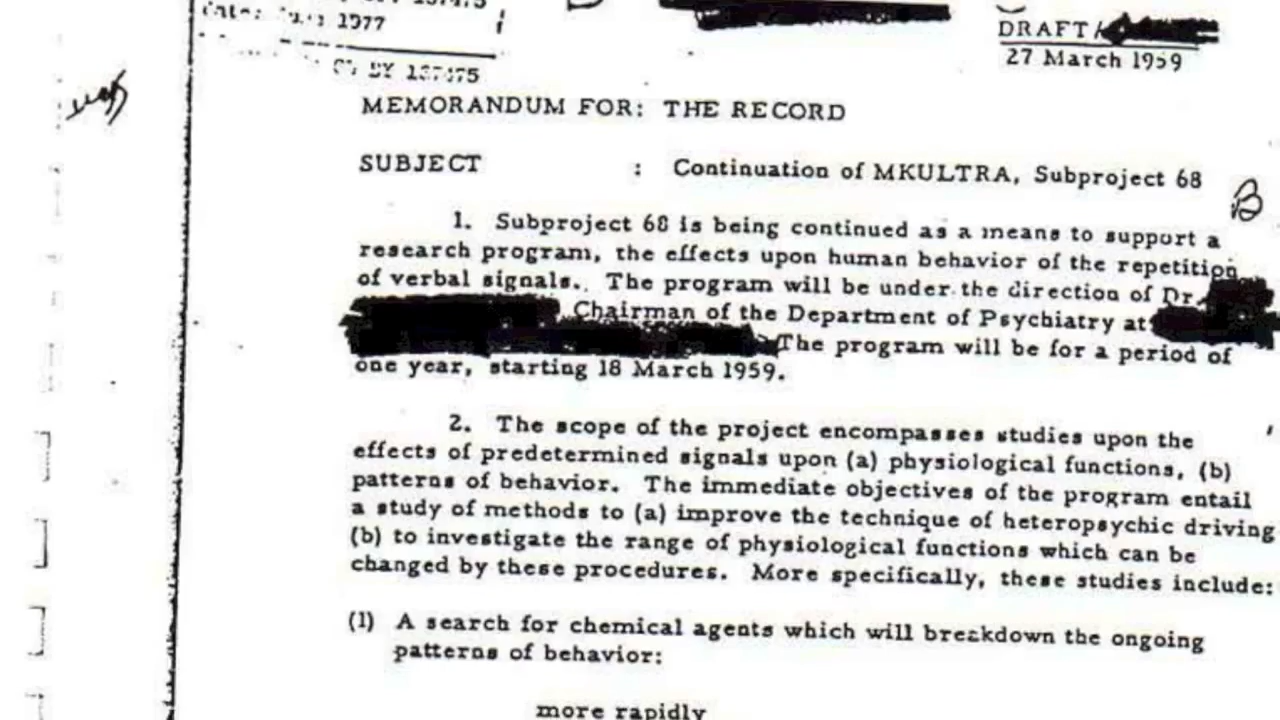 1977
BY 137475
DRAFT/
27 March 1959
MEMORANDUM FOR: THE RECORD
SUBJECT : Continuation of MKULTRA, Subproject 68
B
1. Subproject 68 is being continued as a means to support a
research program, the effects upon human behavior of the repetition
of verbal signals. The program will be under the direction of Dr.
Chairman of the Department of Psychiatry at
The program will be for a period of
one year, starting 18 March 1959.
2. The scope of the project encompasses studies upon the
effects of predetermined signals upon (a) physiological functions, (b)
patterns of behavior. The immediate objectives of the program entail
a study of methods to (a) improve the technique of heteropsychic driving
(b) to investigate the range of physiological functions which can be
changed by these procedures. More specifically, these studies include:
(1) A search for chemical agents which will breakdown the ongoing
patterns of behavior:
more rapidly